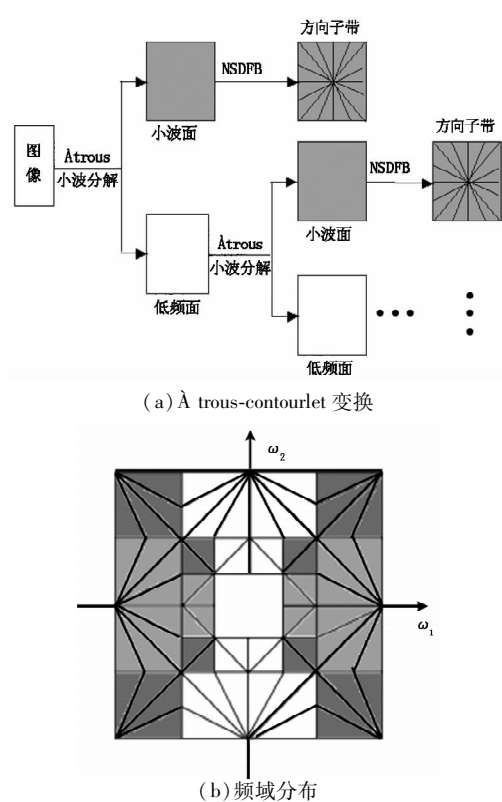 方向子带
NSDFB
小波面
方向子带
图像
Àtrous
小波分解
NSDFB
小波面
Àtrous
小波分解
低频面
低频面
(a)À trous-contourlet 变换
ω2
ω1
(b)频域分布